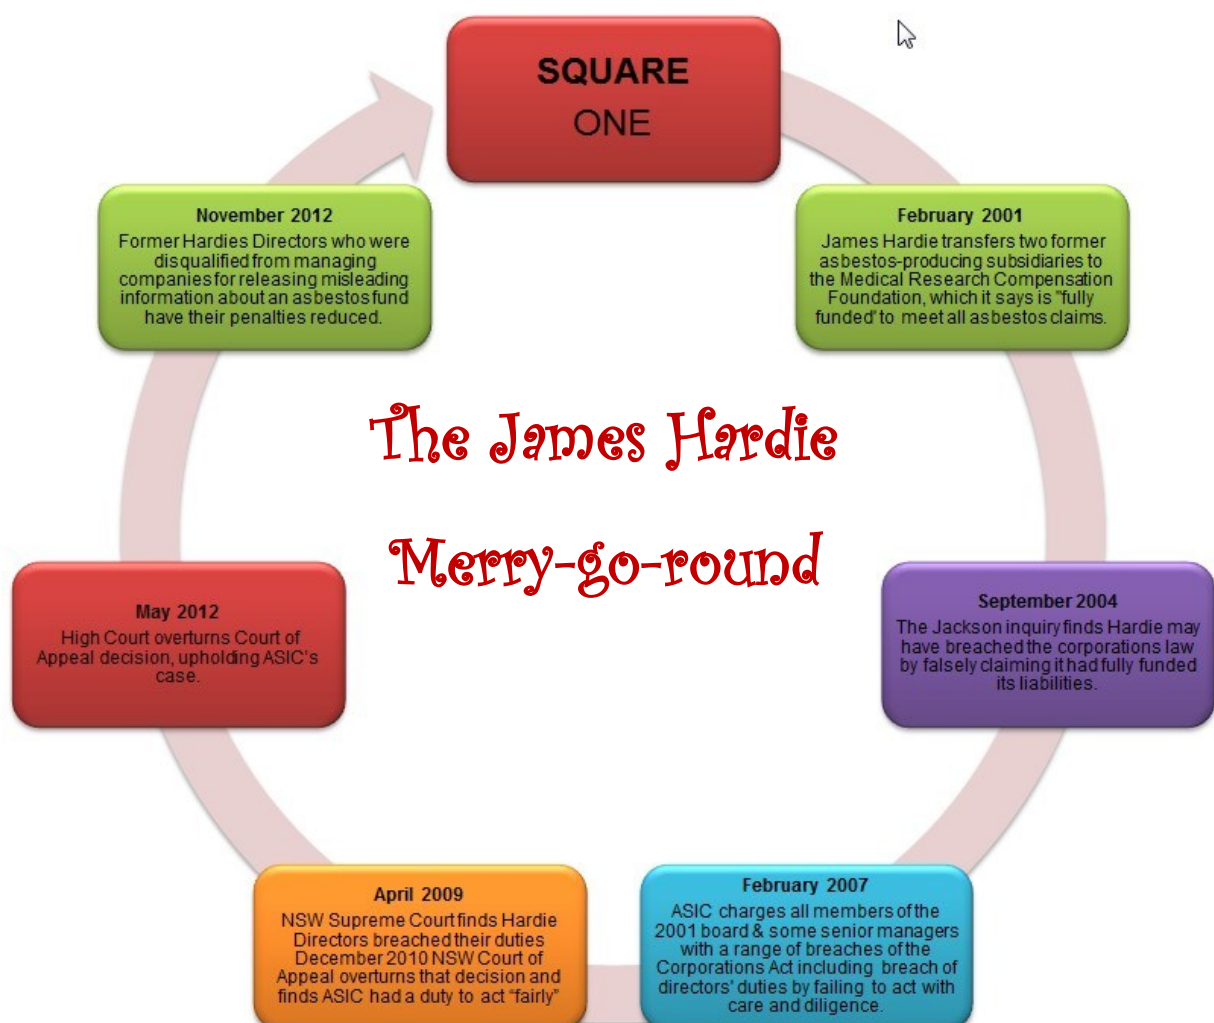 SQUARE
ONE
February 2001
James Hardie transfers two former
asbestos-producing subsidiaries to
the Medical Research Compensation
Foundation, which it says is "fully
funded' to meet all asbestos claims.
September 2004
The Jackson inquiry finds Hardie may
have breached the corporations law
by falsely claiming it had fully funded
its liabilities.
February 2007
ASIC charges all members of the
2001 board & some senior managers
with a range of breaches of the
Corporations Act including breach of
directors' duties by failing to act with
care and diligence.
April 2009
NSW Supreme Court finds Hardie
Directors breached their duties
December 2010 NSW Court of
Appeal overturns that decision and
finds ASIC had a duty to act “fairly”
May 2012
High Court overturns Court of
Appeal decision, upholding ASIC’s
case.
November 2012
Former Hardies Directors who were
disqualified from managing
companies for releasing misleading
information about an asbestos fund
have their penalties reduced.
The James Hardie
Merry-go-round